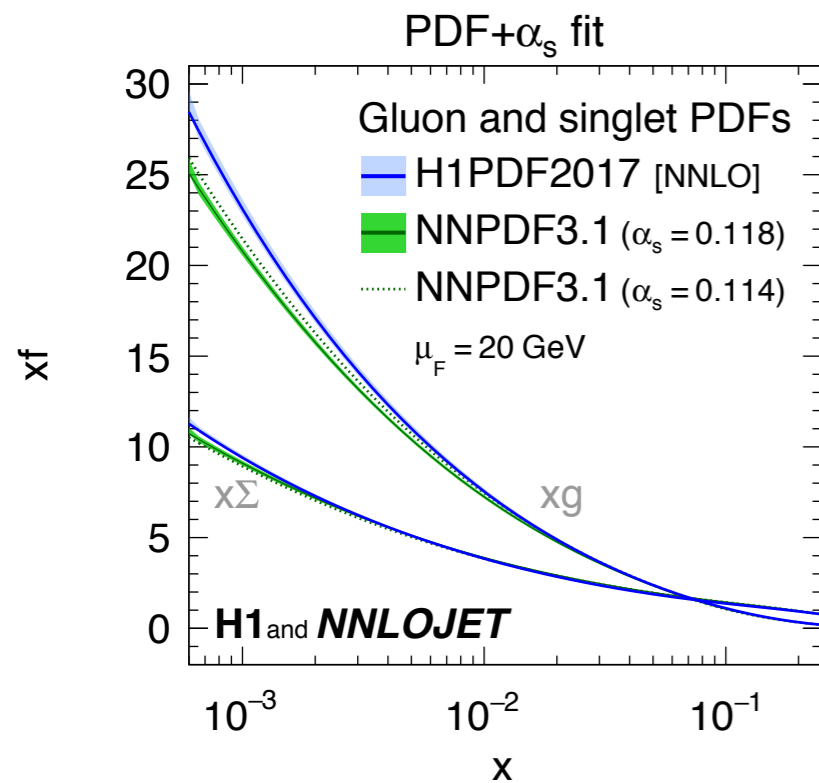 PDF+αₛ fit
Gluon and singlet PDFs
H1PDF2017 [NNLO]
NNPDF3.1 (αₛ = 0.118)
NNPDF3.1 (αₛ = 0.114)
μ_F = 20 GeV
xf
30
25
20
15
10
5
0
xΣ
xg
H1 and NNLOJET
10⁻³
10⁻²
10⁻¹
x